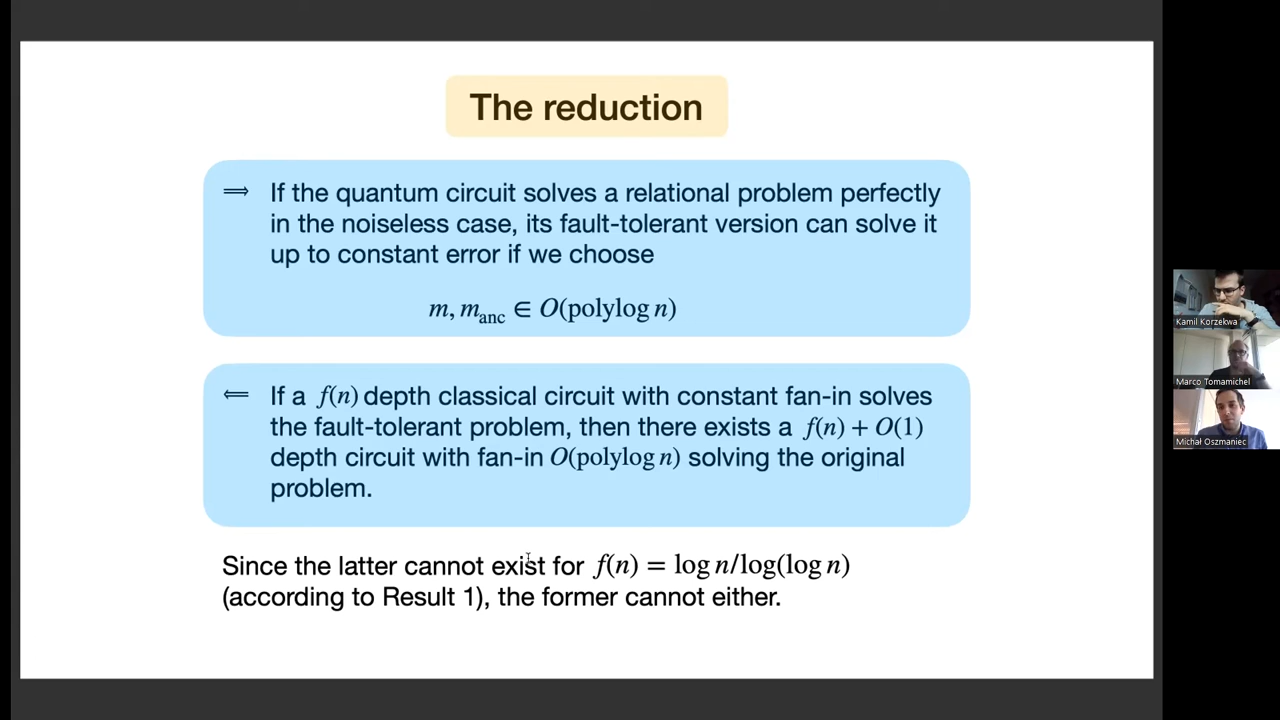 The reduction
⟹ If the quantum circuit solves a relational problem perfectly
in the noiseless case, its fault-tolerant version can solve it
up to constant error if we choose
m, m_anc ∈ O(polylog n)
⟸ If a f(n) depth classical circuit with constant fan-in solves
the fault-tolerant problem, then there exists a f(n) + O(1)
depth circuit with fan-in O(polylog n) solving the original
problem.
Since the latter cannot exist for f(n) = log n/log(log n)
(according to Result 1), the former cannot either.
Kamil Korzekwa
Marco Tomamichel
Michał Oszmaniec